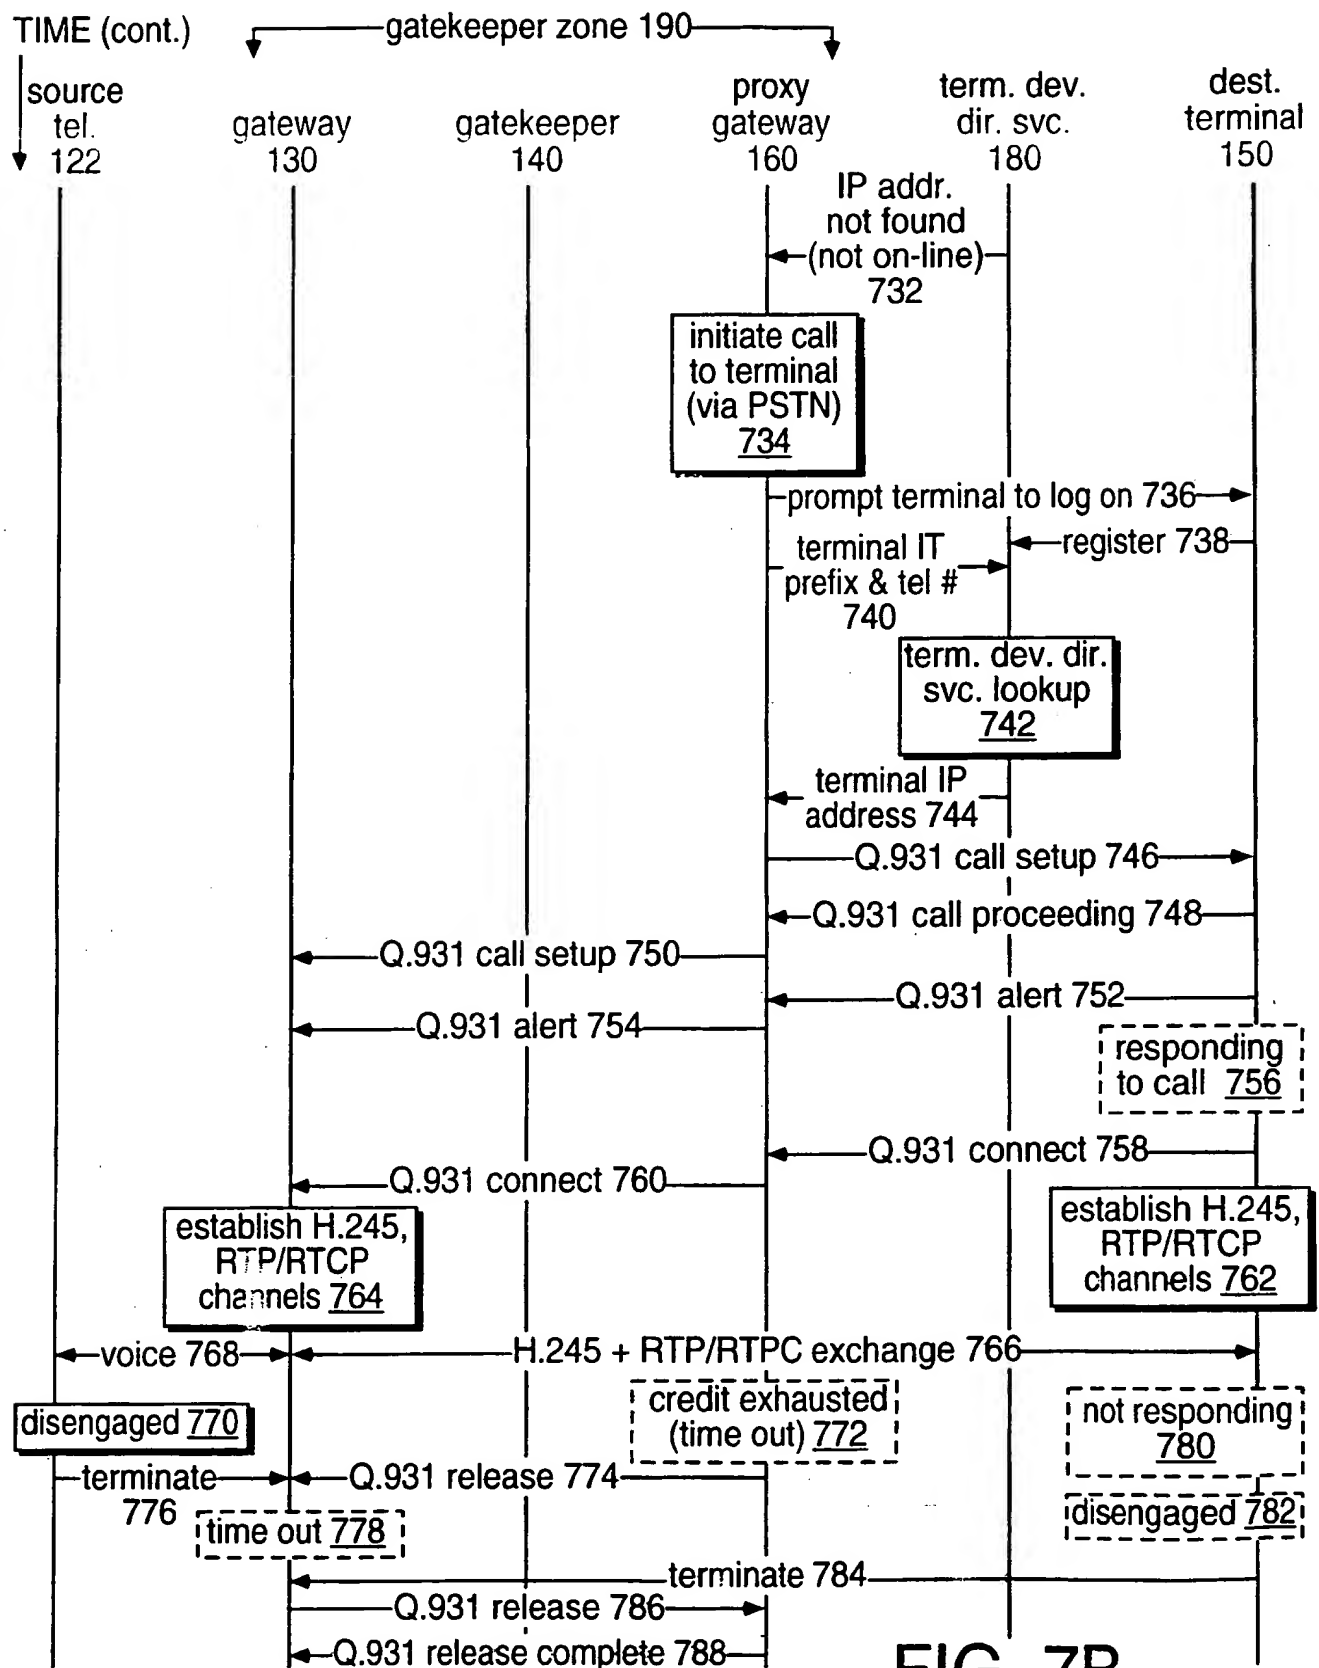 TIME (cont.)
gatekeeper zone 190
source
tel.
122
gateway
130
gatekeeper
140
proxy
gateway
160
term. dev.
dir. svc.
180
dest.
terminal
150
IP addr.
not found
(not on-line)
732
initiate call
to terminal
(via PSTN)
734
prompt terminal to log on 736
register 738
terminal IT
prefix & tel #
740
term. dev. dir.
svc. lookup
742
terminal IP
address 744
Q.931 call setup 746
Q.931 call proceeding 748
Q.931 call setup 750
Q.931 alert 752
Q.931 alert 754
responding
to call 756
Q.931 connect 758
Q.931 connect 760
establish H.245,
RTP/RTCP
channels 764
establish H.245,
RTP/RTCP
channels 762
voice 768
H.245 + RTP/RTPC exchange 766
disengaged 770
credit exhausted
(time out) 772
not responding
780
terminate
776
Q.931 release 774
time out 778
disengaged 782
terminate 784
Q.931 release 786
Q.931 release complete 788
FIG. 7B